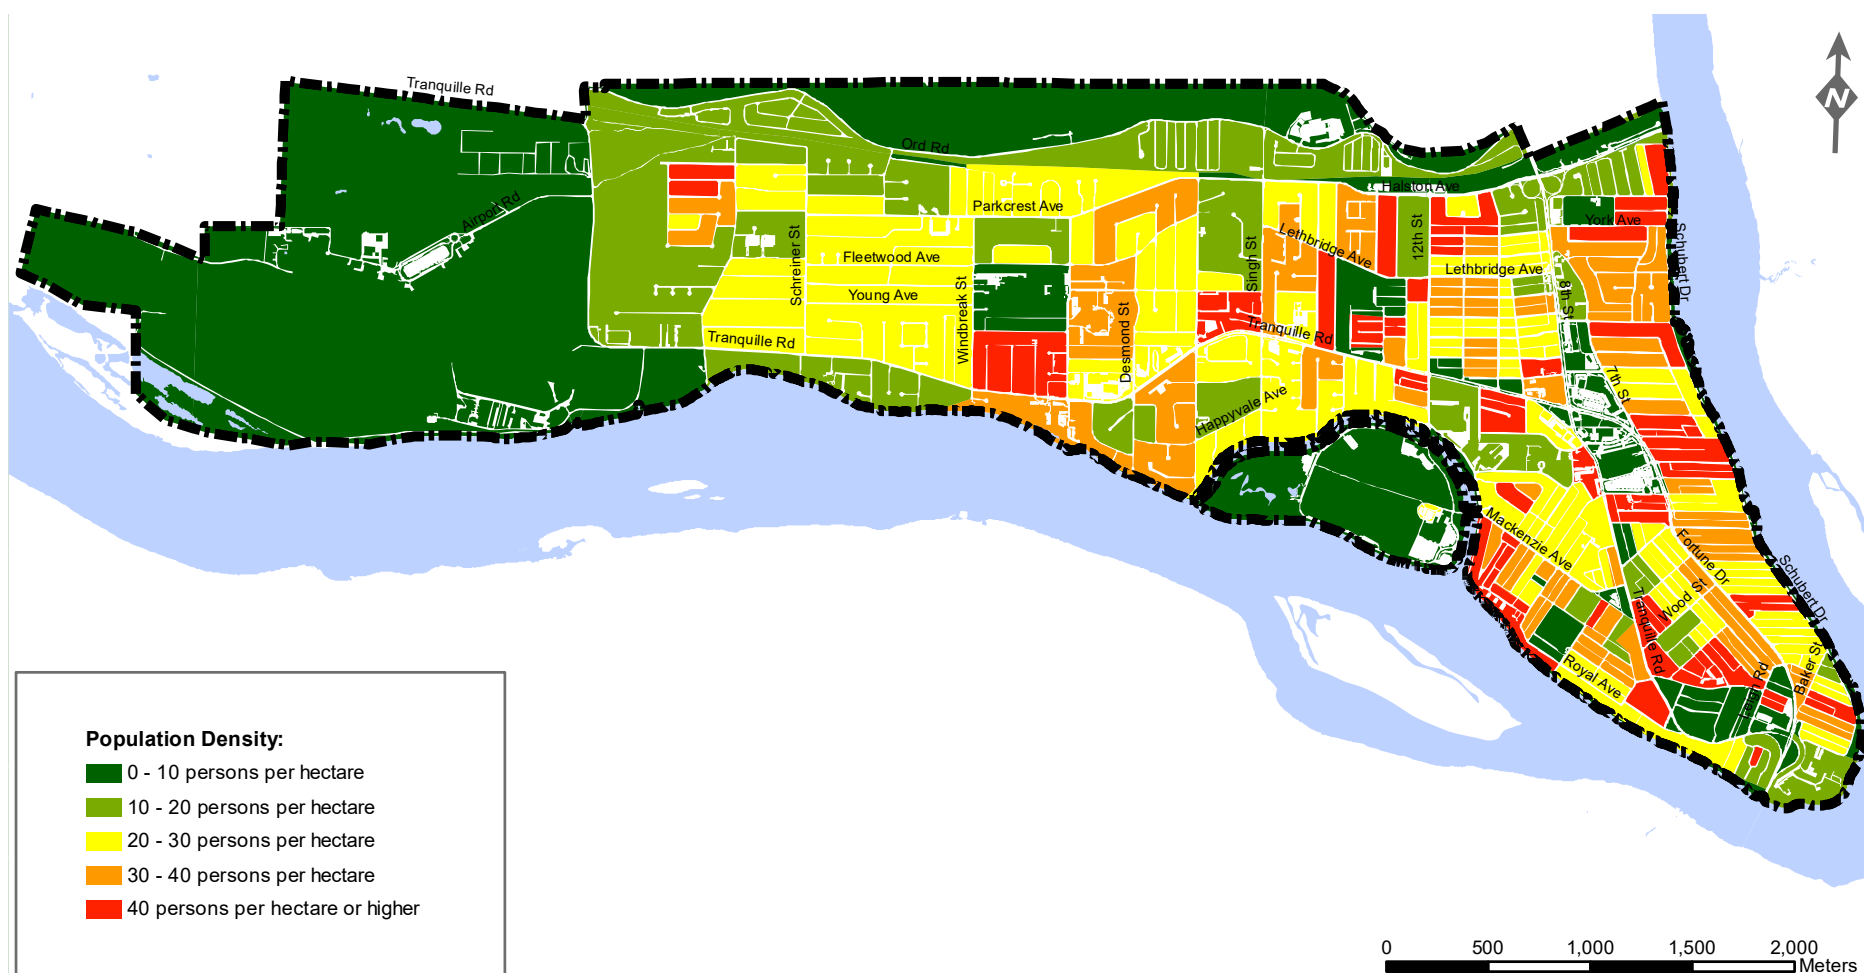 Tranquille Rd
N
Ord Rd
Halston Ave
Airport Rd
Parkcrest Ave
York Ave
Schubert Dr
Schreiner St
Fleetwood Ave
Singh St
Lethbridge Ave
12th St
Lethbridge Ave
Young Ave
Windbreak St
8th St
Tranquille Rd
Desmond St
Tranquille Rd
7th St
Happyvale Ave
Mackenzie Ave
Fortune Dr
Schubert Dr
Wood St
Tranquille Rd
Royal Ave
Leigh Rd
Baker St
Population Density:
0 - 10 persons per hectare
10 - 20 persons per hectare
20 - 30 persons per hectare
30 - 40 persons per hectare
40 persons per hectare or higher
0 500 1,000 1,500 2,000
Meters